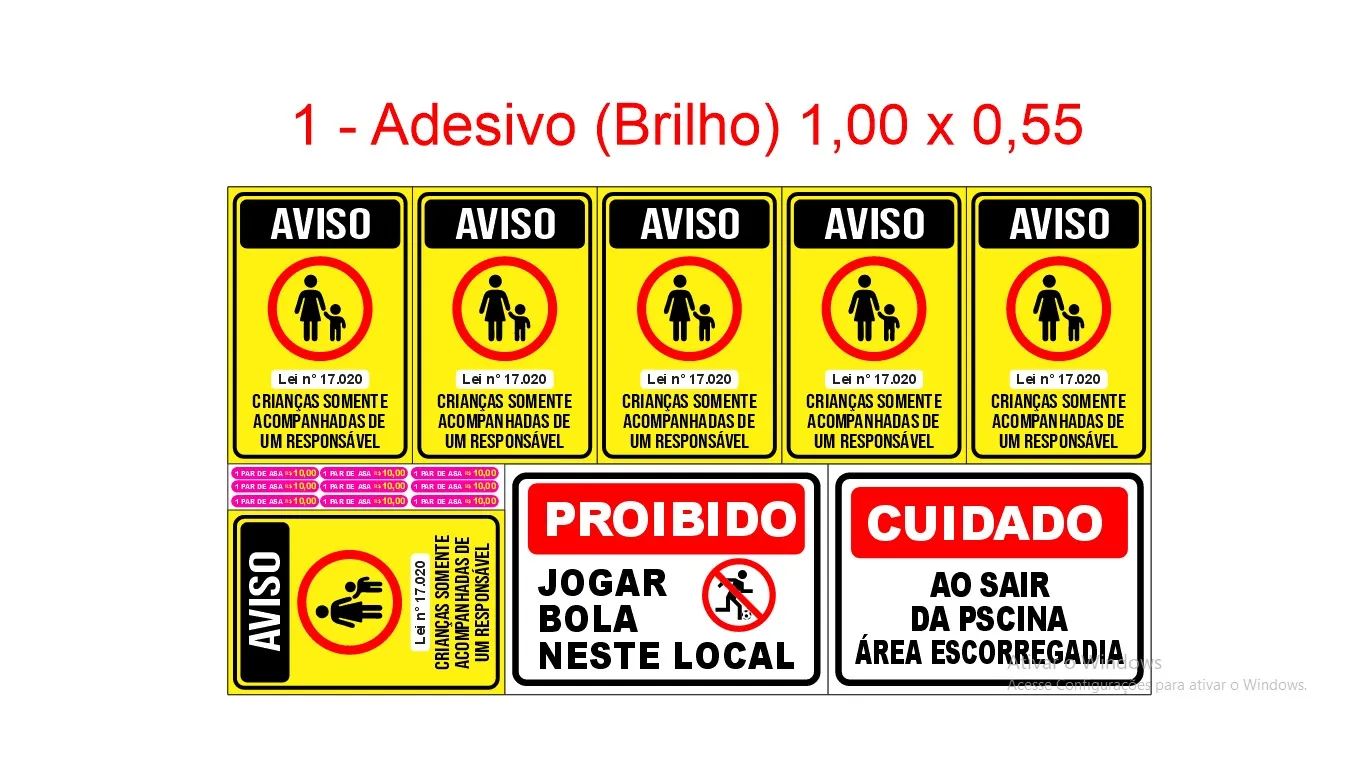 1 - Adesivo (Brilho) 1,00 x 0,55
AVISO
Lei n° 17.020
CRIANÇAS SOMENTE
ACOMPANHADAS DE
UM RESPONSÁVEL
AVISO
Lei n° 17.020
CRIANÇAS SOMENTE
ACOMPANHADAS DE
UM RESPONSÁVEL
AVISO
Lei n° 17.020
CRIANÇAS SOMENTE
ACOMPANHADAS DE
UM RESPONSÁVEL
AVISO
Lei n° 17.020
CRIANÇAS SOMENTE
ACOMPANHADAS DE
UM RESPONSÁVEL
AVISO
Lei n° 17.020
CRIANÇAS SOMENTE
ACOMPANHADAS DE
UM RESPONSÁVEL
1 PAR DE ASA R$ 10,00 1 PAR DE ASA R$ 10,00 1 PAR DE ASA R$ 10,00
1 PAR DE ASA R$ 10,00 1 PAR DE ASA R$ 10,00 1 PAR DE ASA R$ 10,00
1 PAR DE ASA R$ 10,00 1 PAR DE ASA R$ 10,00 1 PAR DE ASA R$ 10,00
AVISO
Lei n° 17.020
CRIANÇAS SOMENTE
ACOMPANHADAS DE
UM RESPONSÁVEL
PROIBIDO
JOGAR
BOLA
NESTE LOCAL
CUIDADO
AO SAIR
DA PSCINA
ÁREA ESCORREGADIA
Ativar o Windows
Acesse Configurações para ativar o Windows.